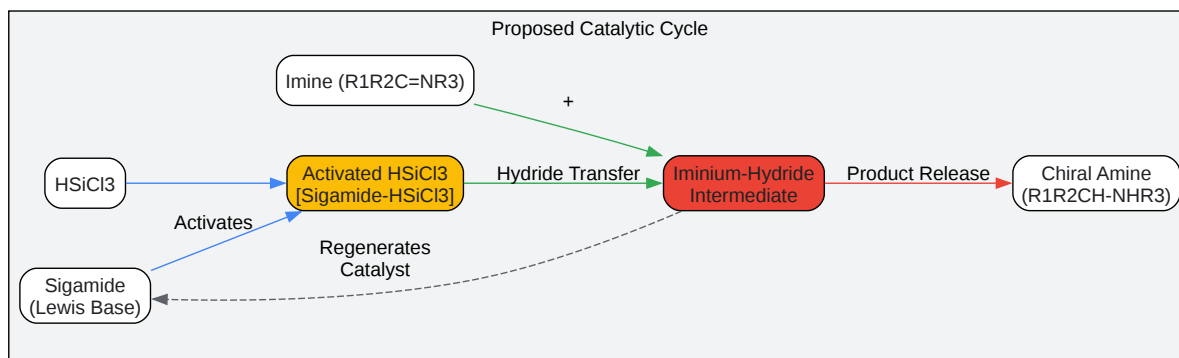 Proposed Catalytic Cycle
Imine (R1R2C=NR3)
+
HSiCl3
Activated HSiCl3
[Sigamide-HSiCl3]
Hydride Transfer
Iminium-Hydride
Intermediate
Product Release
Chiral Amine
(R1R2CH-NHR3)
Activates
Regenerates
Catalyst
Sigamide
(Lewis Base)